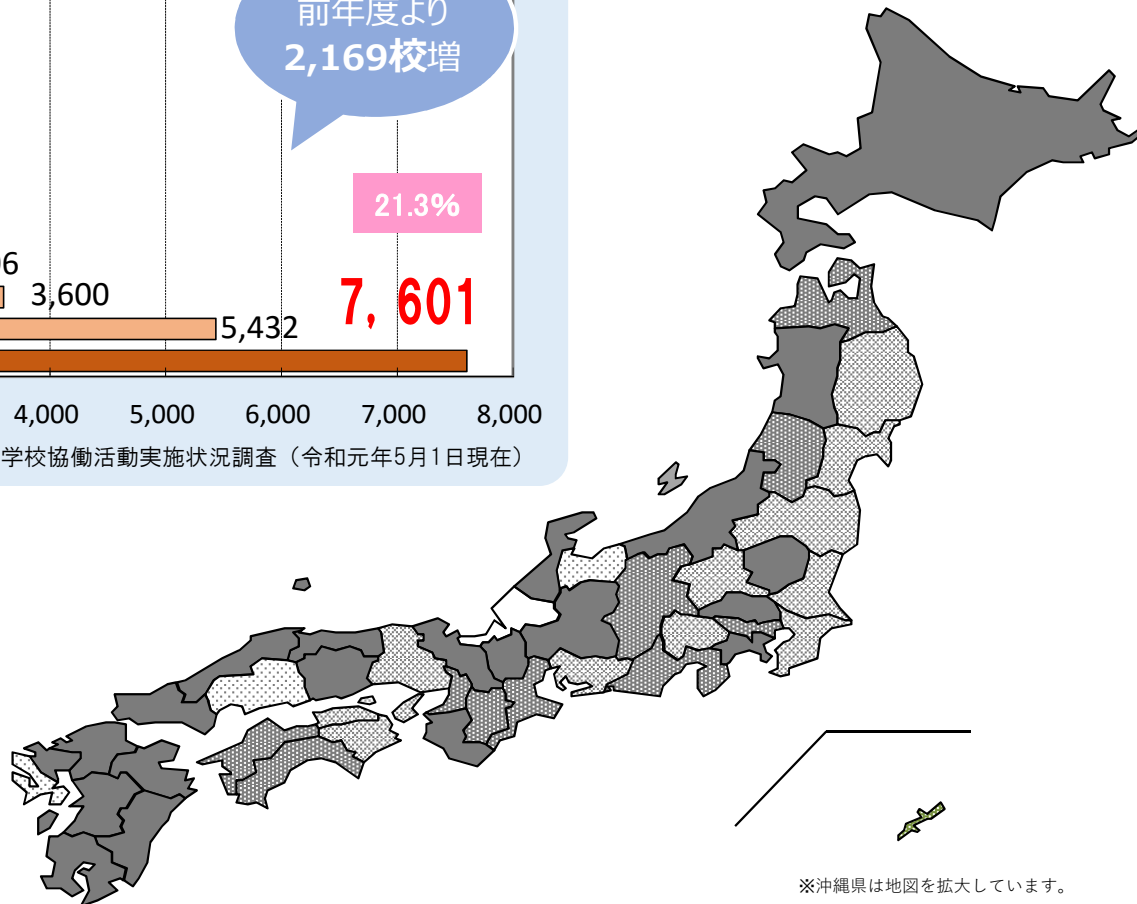 前年度より
2,169校増
21.3%
6
3,600
7,601
5,432
4,000 5,000 6,000 7,000 8,000
学校協働活動実施状況調査（令和元年5月1日現在）
※沖縄県は地図を拡大しています。